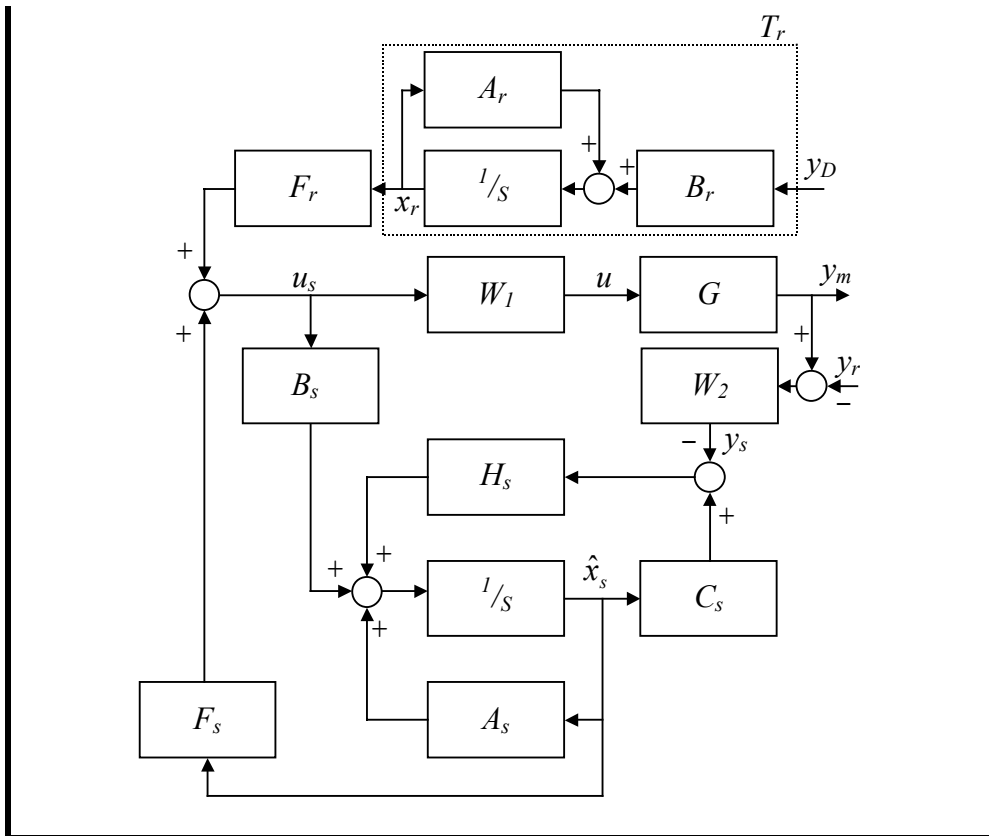 T_r
A_r
+
+
y_D
F_r
x_r
1/S
B_r
+
u_s
W_1
u
G
y_m
+
+
B_s
W_2
y_r
−
− y_s
H_s
+
+
+
1/S
x̂_s
C_s
+
F_s
A_s